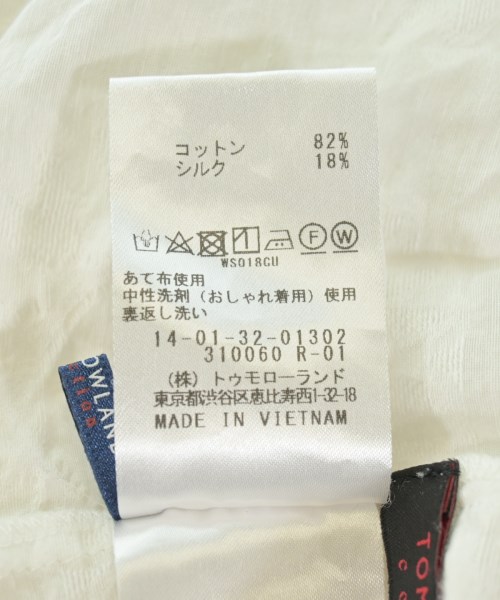 コットン 82%
シルク 18%
F W
WS018GU
あて布使用
中性洗剤（おしゃれ着用）使用
裏返し洗い
14-01-32-01302
310060 R-01
（株）トゥモローランド
東京都渋谷区恵比寿西1-32-18
MADE IN VIETNAM
OWLAND
TOM